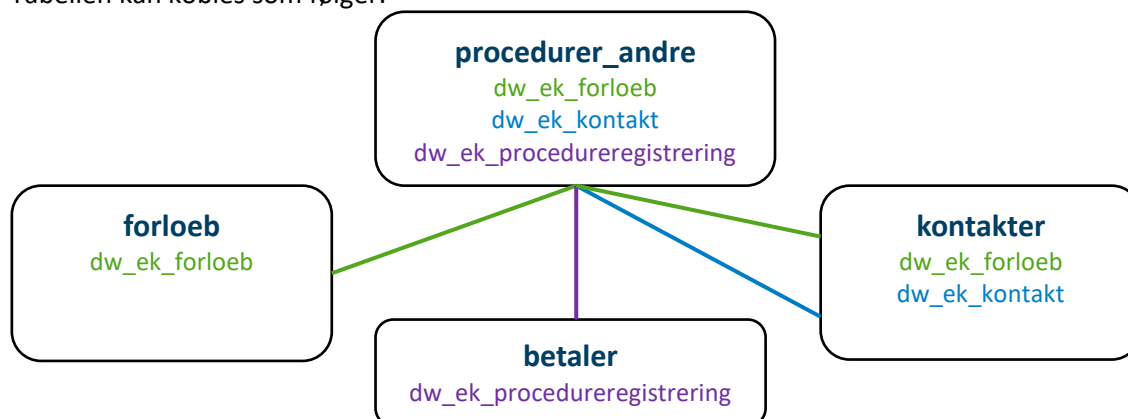 Tabellen kan kobles som følger:
procedurer_andre
dw_ek_forloeb
dw_ek_kontakt
dw_ek_procedureregistrering
forloeb
dw_ek_forloeb
kontakter
dw_ek_forloeb
dw_ek_kontakt
betaler
dw_ek_procedureregistrering